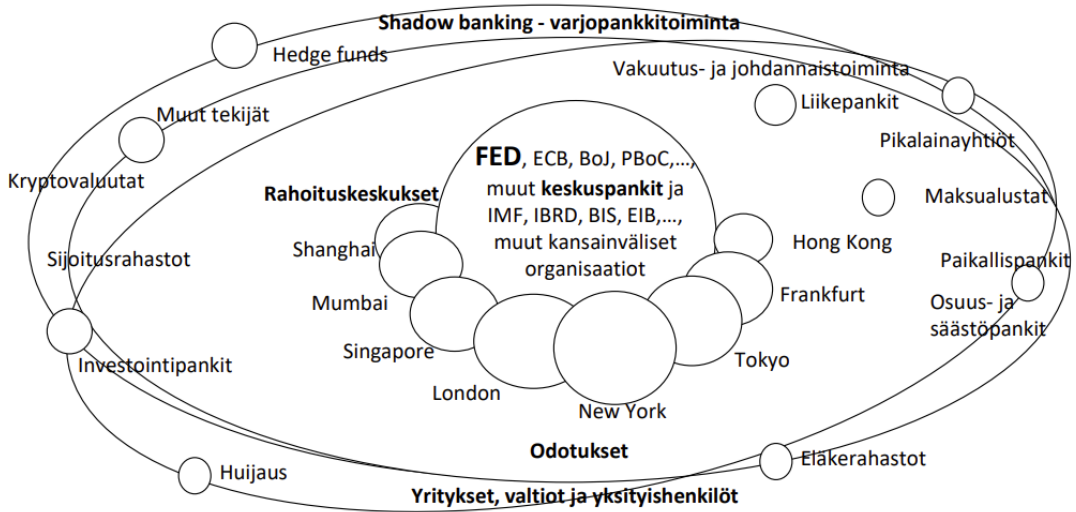 Shadow banking - varjopankkitoiminta
Hedge funds
Vakuutus- ja johdannaistoiminta
Muut tekijät
Liikepankit
Pikalainayhtiöt
Kryptovaluutat
FED, ECB, BoJ, PBoC,…,
muut keskuspankit ja
IMF, IBRD, BIS, EIB,…,
muut kansainväliset
organisaatiot
Rahoituskeskukset
Maksualustat
Shanghai
Hong Kong
Sijoitusrahastot
Paikallispankit
Mumbai
Frankfurt
Osuus- ja
säästöpankit
Singapore
Tokyo
Investointipankit
London
New York
Odotukset
Huijaus
Eläkerahastot
Yritykset, valtiot ja yksityishenkilöt